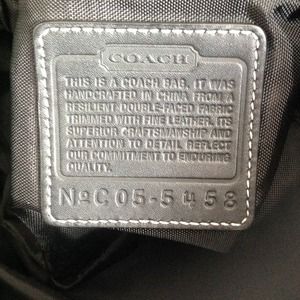 COACH
THIS IS A COACH BAG. IT WAS
HANDCRAFTED IN CHINA FROM A
RESILIENT DOUBLE-FACED FABRIC
TRIMMED WITH FINE LEATHER. ITS
SUPERIOR CRAFTSMANSHIP AND
ATTENTION TO DETAIL REFLECT
OUR COMMITMENT TO ENDURING
QUALITY.
NºC05-5458